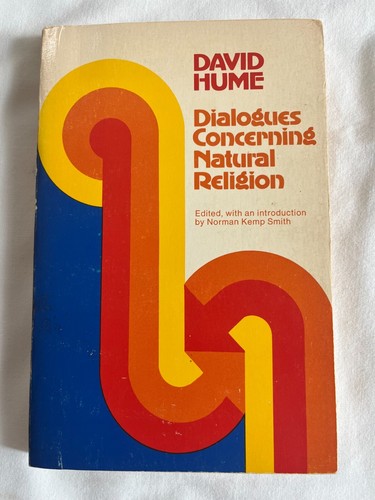 DAVID
HUME
Dialogues
Concerning
Natural
Religion
Edited, with an introduction
by Norman Kemp Smith